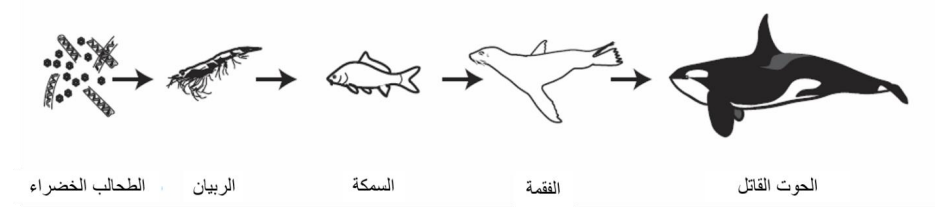 الطحالب الخضراء
الربيان
السمكة
الفقمة
الحوت القاتل